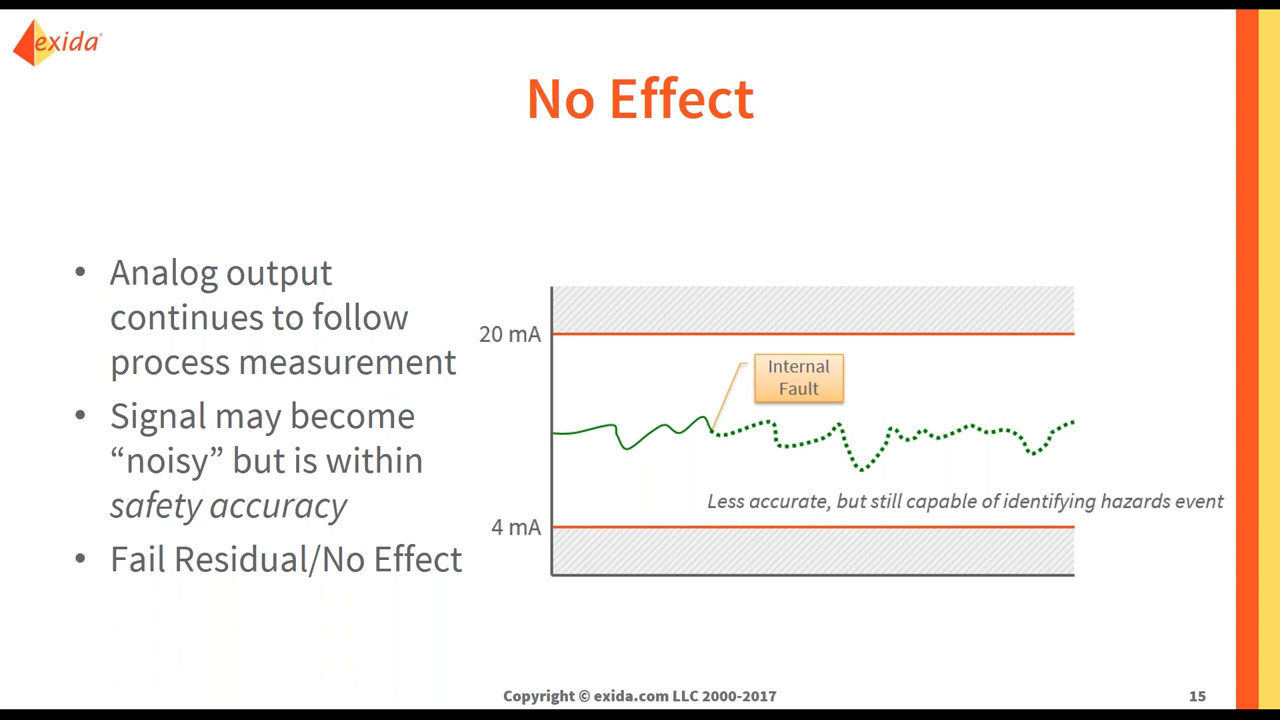 exida
No Effect
• Analog output
continues to follow
process measurement
• Signal may become
“noisy” but is within
safety accuracy
• Fail Residual/No Effect
20 mA
Internal
Fault
Less accurate, but still capable of identifying hazards event
4 mA
Copyright © exida.com LLC 2000-2017
15